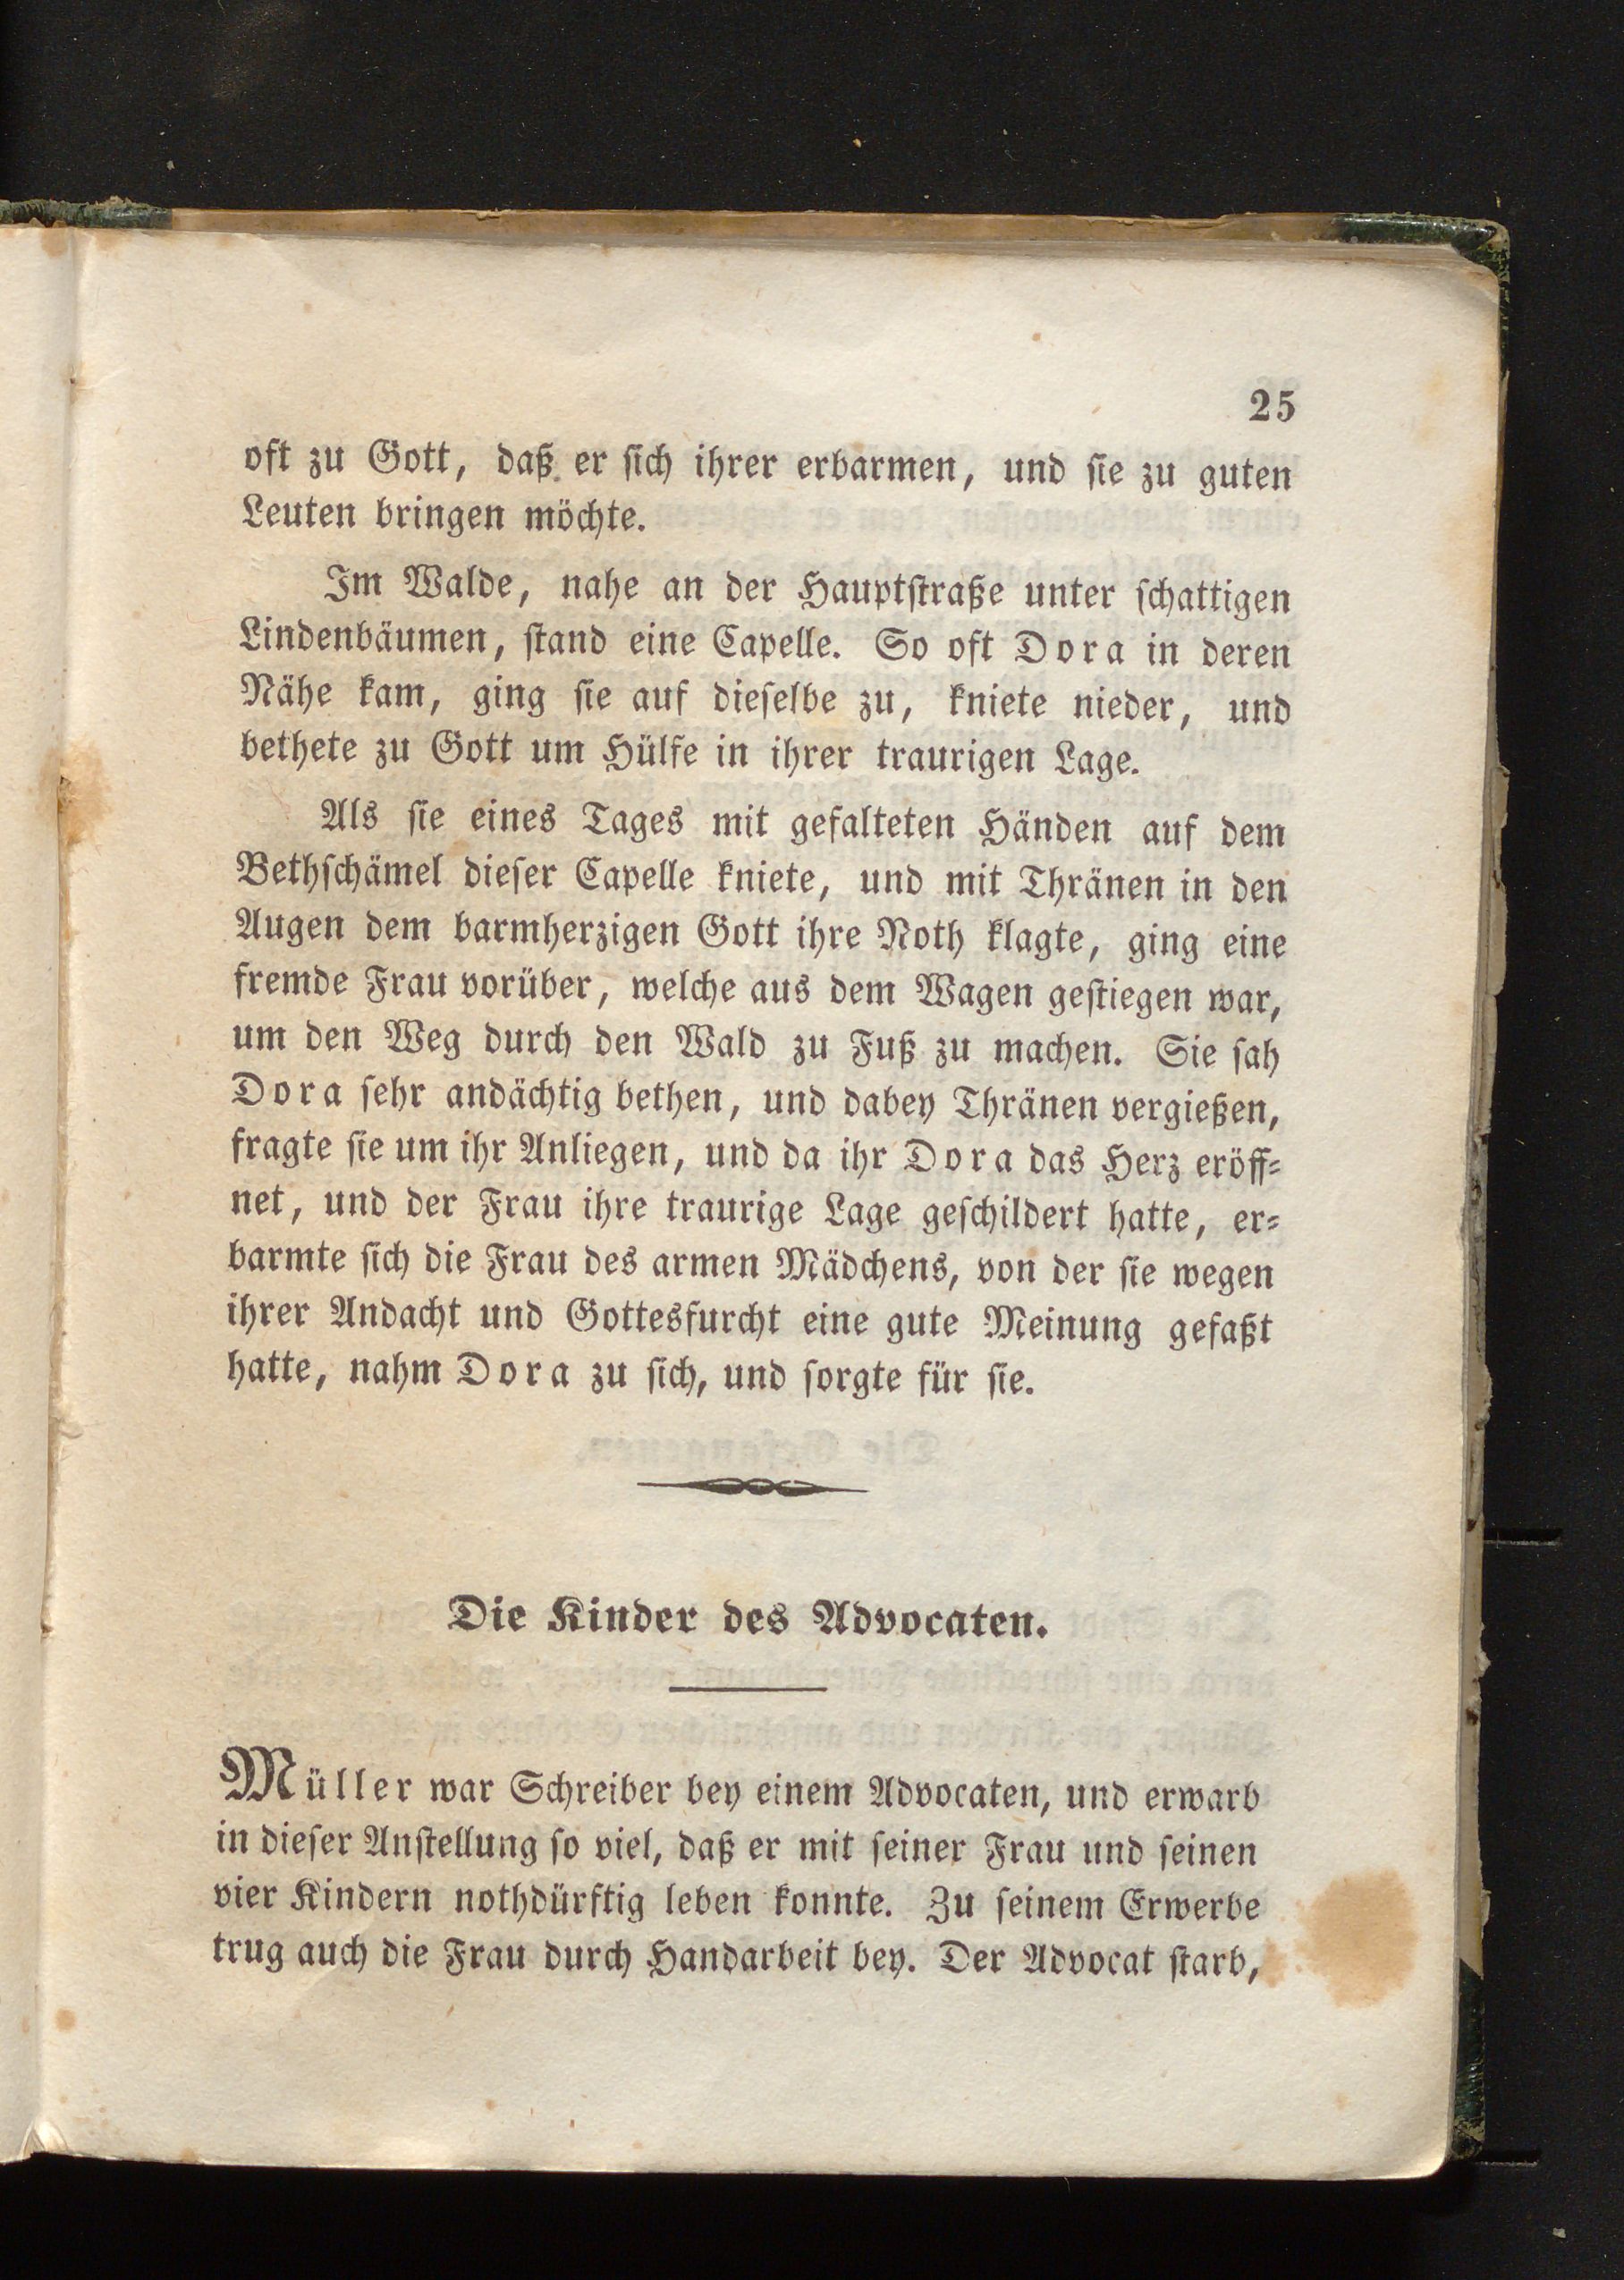 25
oft zu Gott, daß er sich ihrer erbarmen, und sie zu guten
Leuten bringen möchte.
Im Walde, nahe an der Hauptstraße unter schattigen
Lindenbäumen, stand eine Capelle. So oft Dora in deren
Nähe kam, ging sie auf dieselbe zu, kniete nieder, und
bethete zu Gott um Hülfe in ihrer traurigen Lage.
Als sie eines Tages mit gefalteten Händen auf dem
Bethschämel dieser Capelle kniete, und mit Thränen in den
Augen dem barmherzigen Gott ihre Noth klagte, ging eine
fremde Frau vorüber, welche aus dem Wagen gestiegen war,
um den Weg durch den Wald zu Fuß zu machen. Sie sah
Dora sehr andächtig bethen, und dabey Thränen vergießen,
fragte sie um ihr Anliegen, und da ihr Dora das Herz eröff=
net, und der Frau ihre traurige Lage geschildert hatte, er=
barmte sich die Frau des armen Mädchens, von der sie wegen
ihrer Andacht und Gottesfurcht eine gute Meinung gefaßt
hatte, nahm Dora zu sich, und sorgte für sie.
Die Kinder des Advocaten.
Müller war Schreiber bey einem Advocaten, und erwarb
in dieser Anstellung so viel, daß er mit seiner Frau und seinen
vier Kindern nothdürftig leben konnte. Zu seinem Erwerbe
trug auch die Frau durch Handarbeit bey. Der Advocat starb,